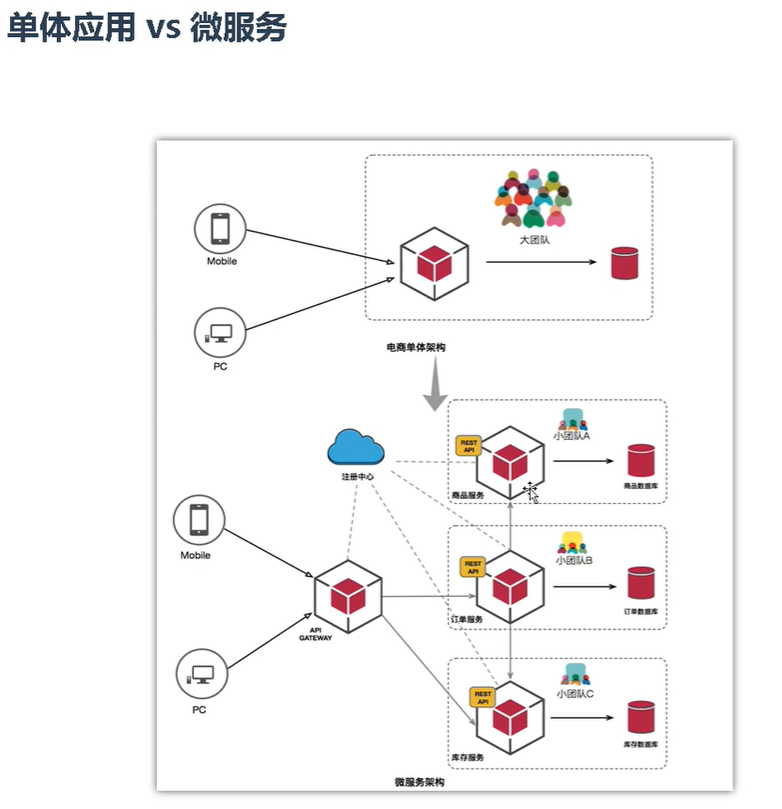 单体应用 vs 微服务
大团队
Mobile
PC
电商单体架构
小团队A
REST
API
商品服务
商品数据库
注册中心
Mobile
小团队B
REST
API
订单服务
订单数据库
API
GATEWAY
PC
小团队C
REST
API
库存服务
库存数据库
微服务架构